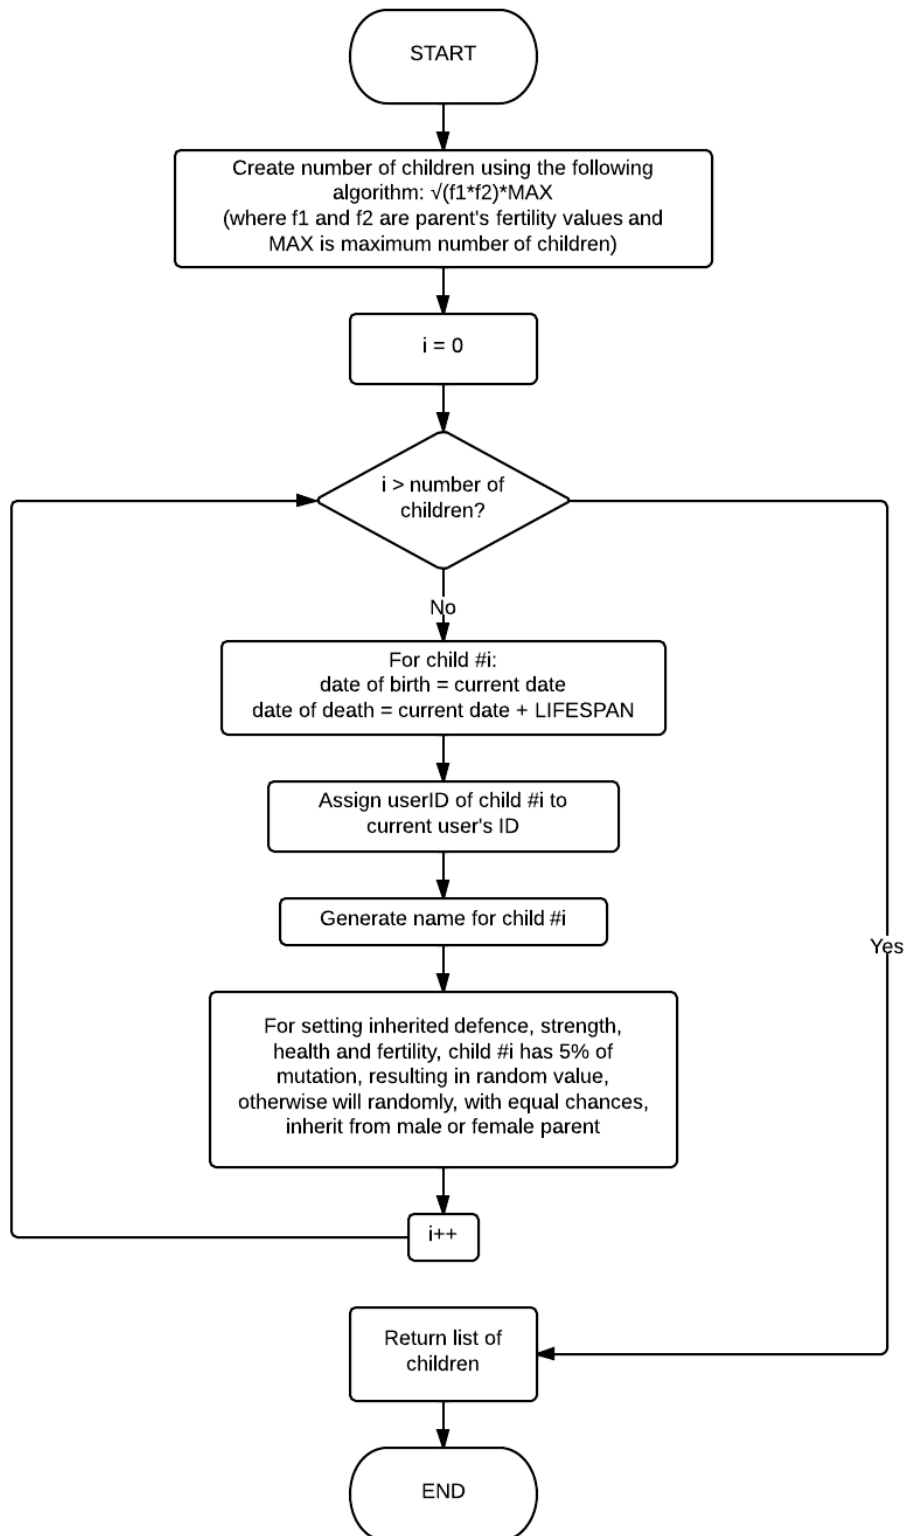 START
Create number of children using the following
algorithm: √(f1*f2)*MAX
(where f1 and f2 are parent's fertility values and
MAX is maximum number of children)
i = 0
i > number of
children?
No
For child #i:
date of birth = current date
date of death = current date + LIFESPAN
Assign userID of child #i to
current user's ID
Generate name for child #i
Yes
For setting inherited defence, strength,
health and fertility, child #i has 5% of
mutation, resulting in random value,
otherwise will randomly, with equal chances,
inherit from male or female parent
i++
Return list of
children
END